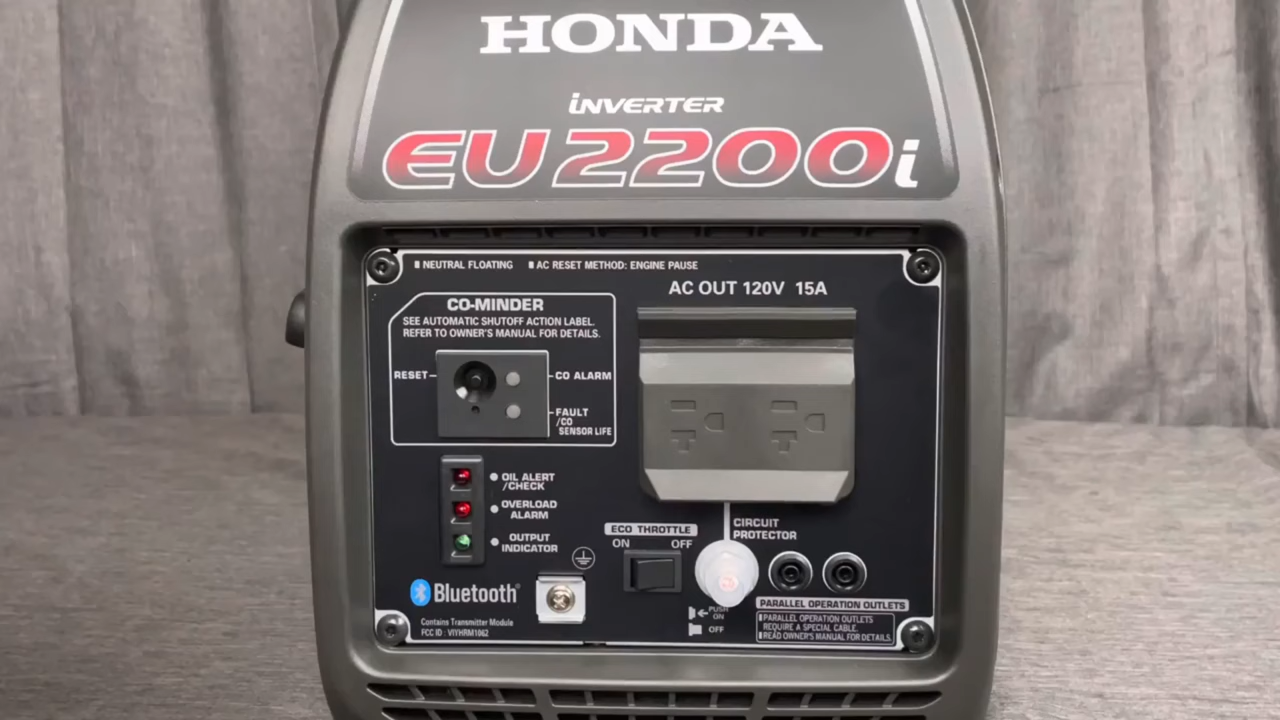 HONDA
INVERTER
EU2200i
NEUTRAL FLOATING AC RESET METHOD: ENGINE PAUSE
AC OUT 120V 15A
CO-MINDER
SEE AUTOMATIC SHUTOFF ACTION LABEL.
REFER TO OWNER'S MANUAL FOR DETAILS.
RESET
CO ALARM
FAULT
/CO
SENSOR LIFE
OIL ALERT
/CHECK
OVERLOAD
ALARM
OUTPUT
INDICATOR
ECO THROTTLE
ON OFF
CIRCUIT
PROTECTOR
PUSH
ON
OFF
Bluetooth®
Contains Transmitter Module
FCC ID : VIYHRM1062
PARALLEL OPERATION OUTLETS
PARALLEL OPERATION OUTLETS
REQUIRE A SPECIAL CABLE.
READ OWNER'S MANUAL FOR DETAILS.